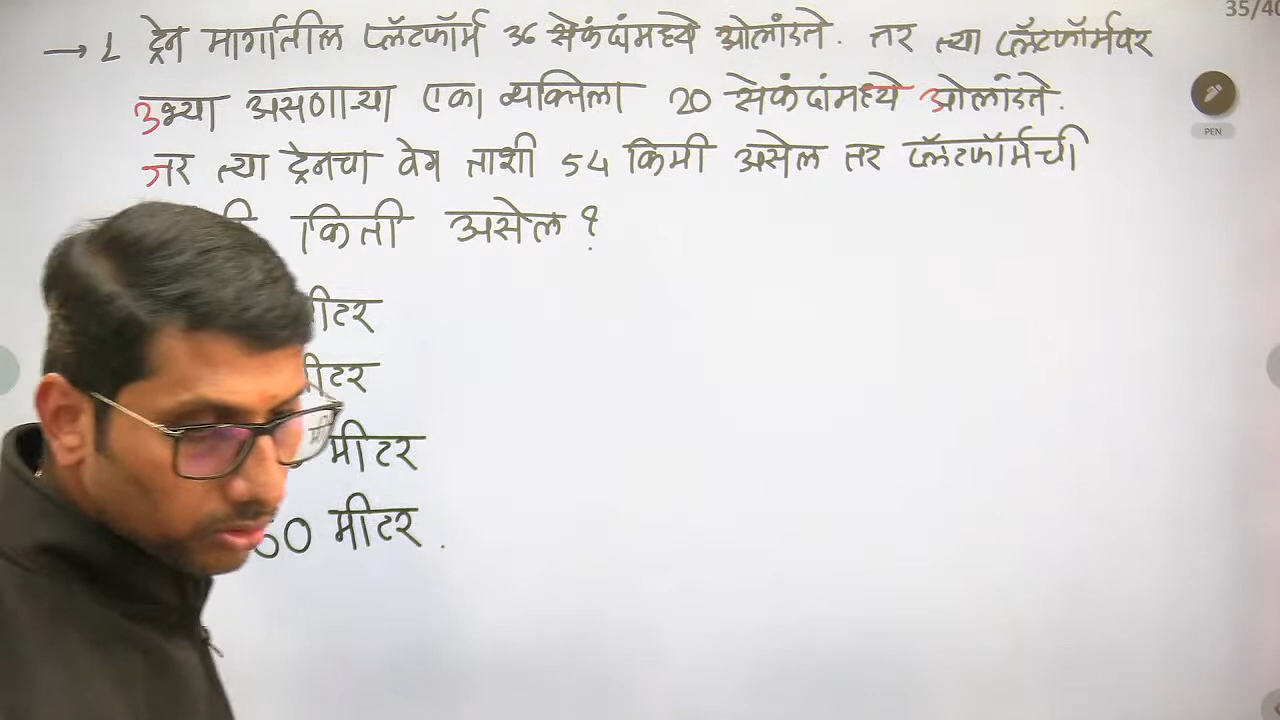 35/40
→ 1 ट्रेन मार्गातील प्लॅटफॉर्म 36 सेकंदांमध्ये ओलांडते. तर त्या प्लॅटफॉर्मवर
उभ्या असणाऱ्या एका व्यक्तिला 20 सेकंदांमध्ये ओलांडते.
जर त्या ट्रेनचा वेग ताशी 54 किमी असेल तर प्लॅटफॉर्मची
किती असेल ?
मीटर
मीटर
मीटर
मीटर .
PEN